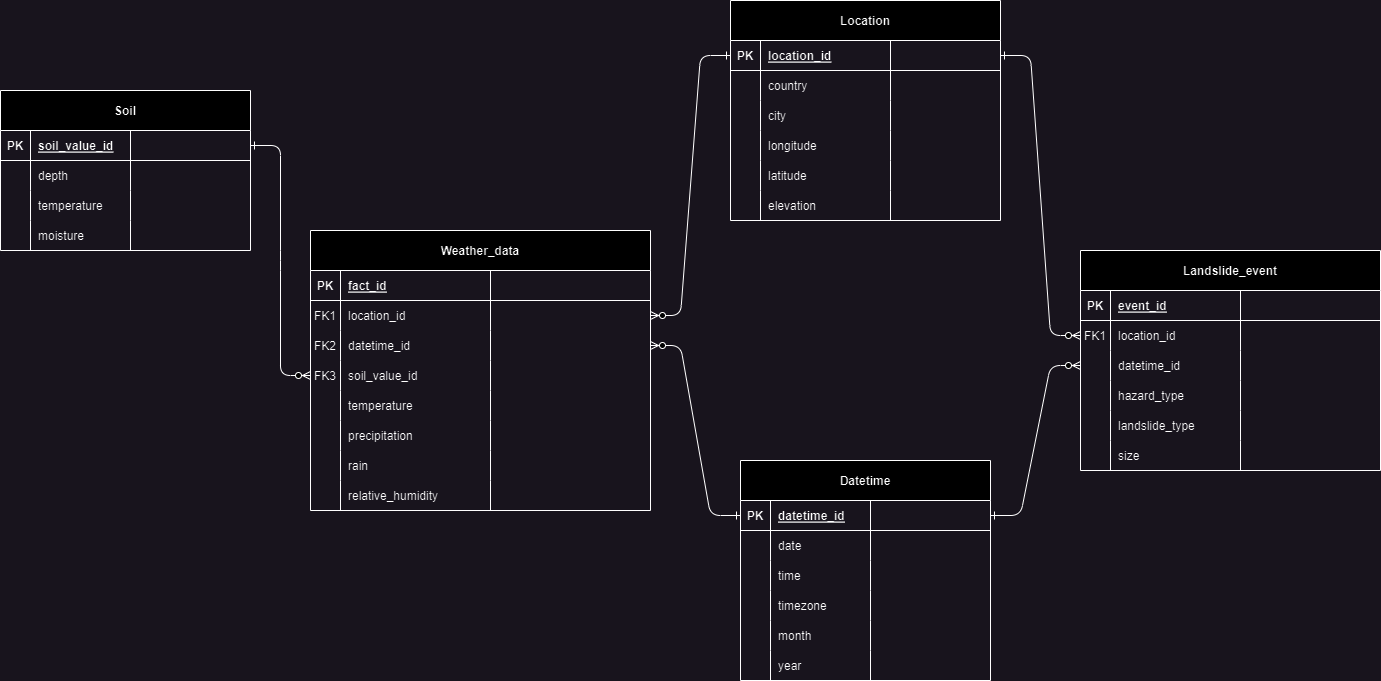 Location
PK location_id
country
city
longitude
latitude
elevation
Soil
PK soil_value_id
depth
temperature
moisture
Weather_data
PK fact_id
FK1 location_id
FK2 datetime_id
FK3 soil_value_id
temperature
precipitation
rain
relative_humidity
Landslide_event
PK event_id
FK1 location_id
datetime_id
hazard_type
landslide_type
size
Datetime
PK datetime_id
date
time
timezone
month
year